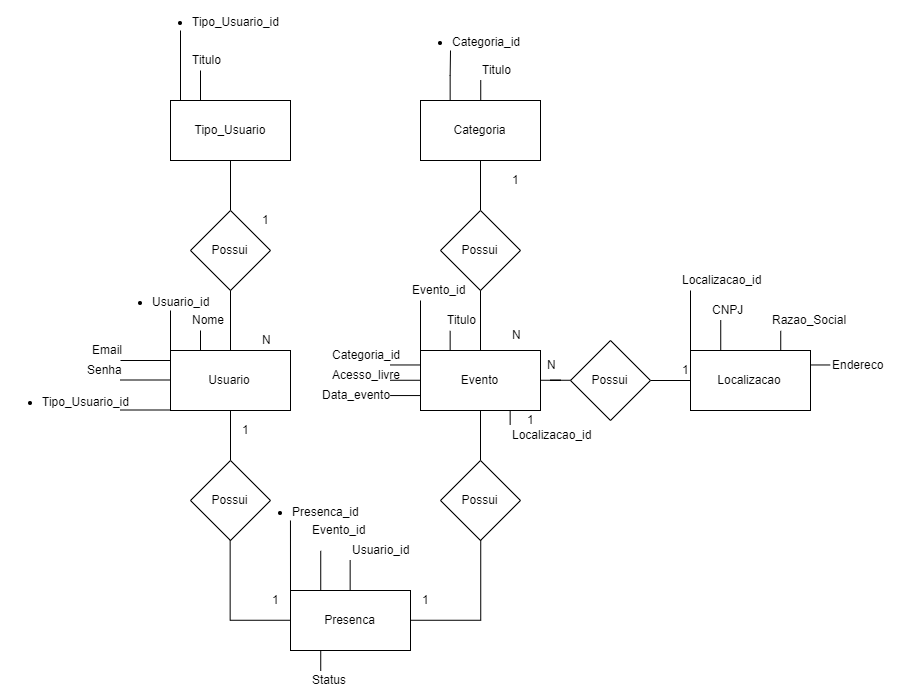 • Tipo_Usuario_id
Titulo
Tipo_Usuario
• Categoria_id
Titulo
Categoria
1
1
Possui
Possui
• Usuario_id
Nome
Email
Senha
• Tipo_Usuario_id
Usuario
N
Evento_id
Titulo
Categoria_id
Acesso_livre
Data_evento
Evento
N
N
Possui
1
Localizacao_id
CNPJ
Razao_Social
Endereco
Localizacao
1
1
Localizacao_id
Possui
Possui
• Presenca_id
Evento_id
Usuario_id
1
1
Presenca
Status